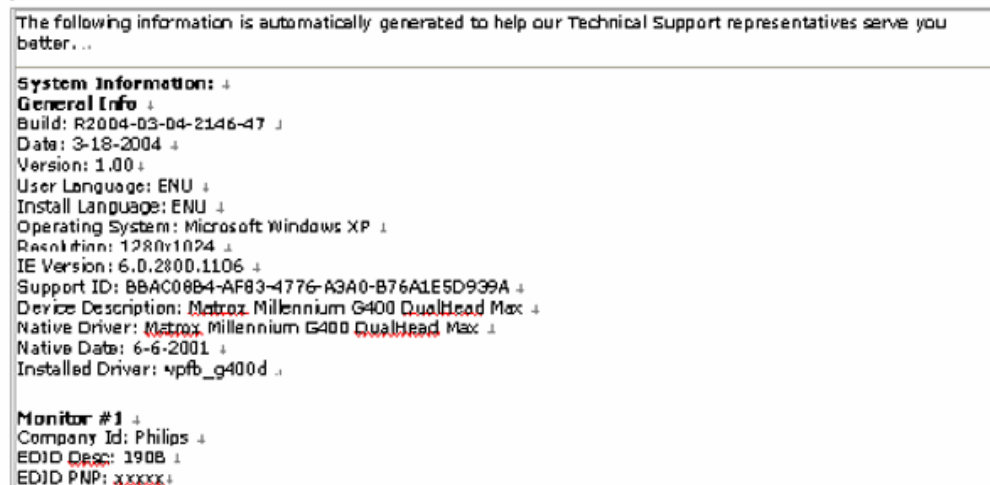 The following information is automatically generated to help our Technical Support representatives serve you
better...
System Information:
General Info
Build: R2004-03-04-2146-47
Date: 3-18-2004
Version: 1.00
User Language: ENU
Install Language: ENU
Operating System: Microsoft Windows XP
Resolution: 1280x1024
IE Version: 6.0.2800.1106
Support ID: BBAC08B4-AF83-4776-A3A0-B76A1E5D939A
Device Description: Matrox Millennium G400 DualHead Max
Native Driver: Matrox Millennium G400 DualHead Max
Native Date: 6-6-2001
Installed Driver: vpfb_g400d
Monitor #1
Company Id: Philips
EDID Desc: 190B
EDID PNP: xxxxx